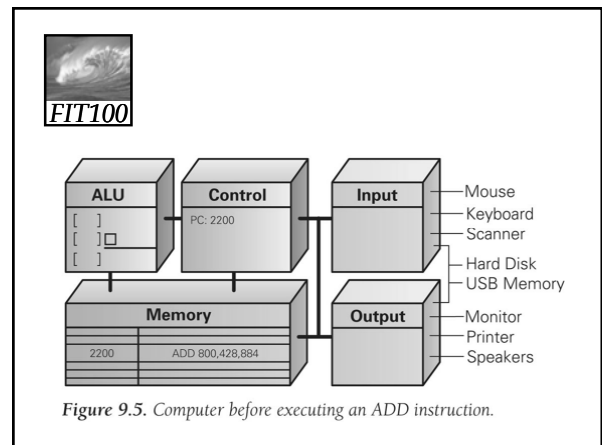 FIT100
ALU
Control
Input
[ ]
[ ]
[ ]
PC: 2200
Mouse
Keyboard
Scanner
Hard Disk
USB Memory
Memory
2200 ADD 800,428,884
Output
Monitor
Printer
Speakers
Figure 9.5. Computer before executing an ADD instruction.